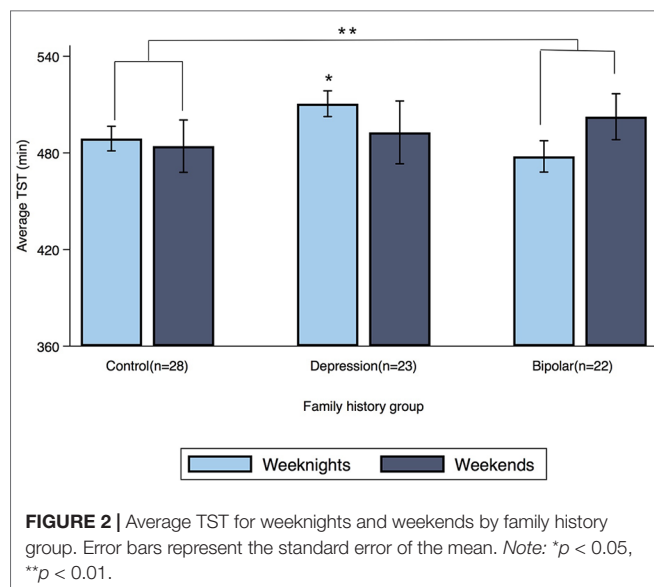 **
540
*
480
420
360
Average TST (min)
Control(n=28) Depression(n=23) Bipolar(n=22)
Family history group
Weeknights Weekends
FIGURE 2 | Average TST for weeknights and weekends by family history
group. Error bars represent the standard error of the mean. Note: *p < 0.05,
**p < 0.01.